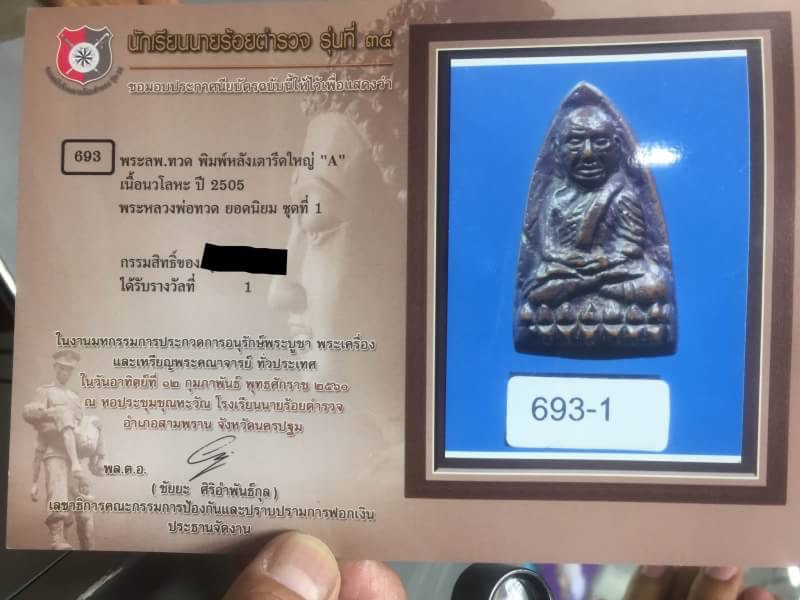 นักเรียนนายร้อยตำรวจ รุ่นที่ ๓๔
ขอมอบประกาศนียบัตรฉบับนี้ให้ไว้เพื่อแสดงว่า
693
พระลพ.ทวด พิมพ์หลังเตารีดใหญ่ "A"
เนื้อนวโลหะ ปี 2505
พระหลวงพ่อทวด ยอดนิยม ชุดที่ 1
กรรมสิทธิ์ของ
ได้รับรางวัลที่ 1
ในงานมหกรรมการประกวดการอนุรักษ์พระบูชา พระเครื่อง
และเหรียญพระคณาจารย์ ทั่วประเทศ
ในวันอาทิตย์ที่ ๑๒ กุมภาพันธ์ พุทธศักราช ๒๕๖๐
ณ หอประชุมชุณหะวัณ โรงเรียนนายร้อยตำรวจ
อำเภอสามพราน จังหวัดนครปฐม
พล.ต.อ.
(ชัยยะ ศิริอำพันธ์กุล)
เลขาธิการคณะกรรมการป้องกันและปราบปรามการฟอกเงิน
ประธานจัดงาน
693-1